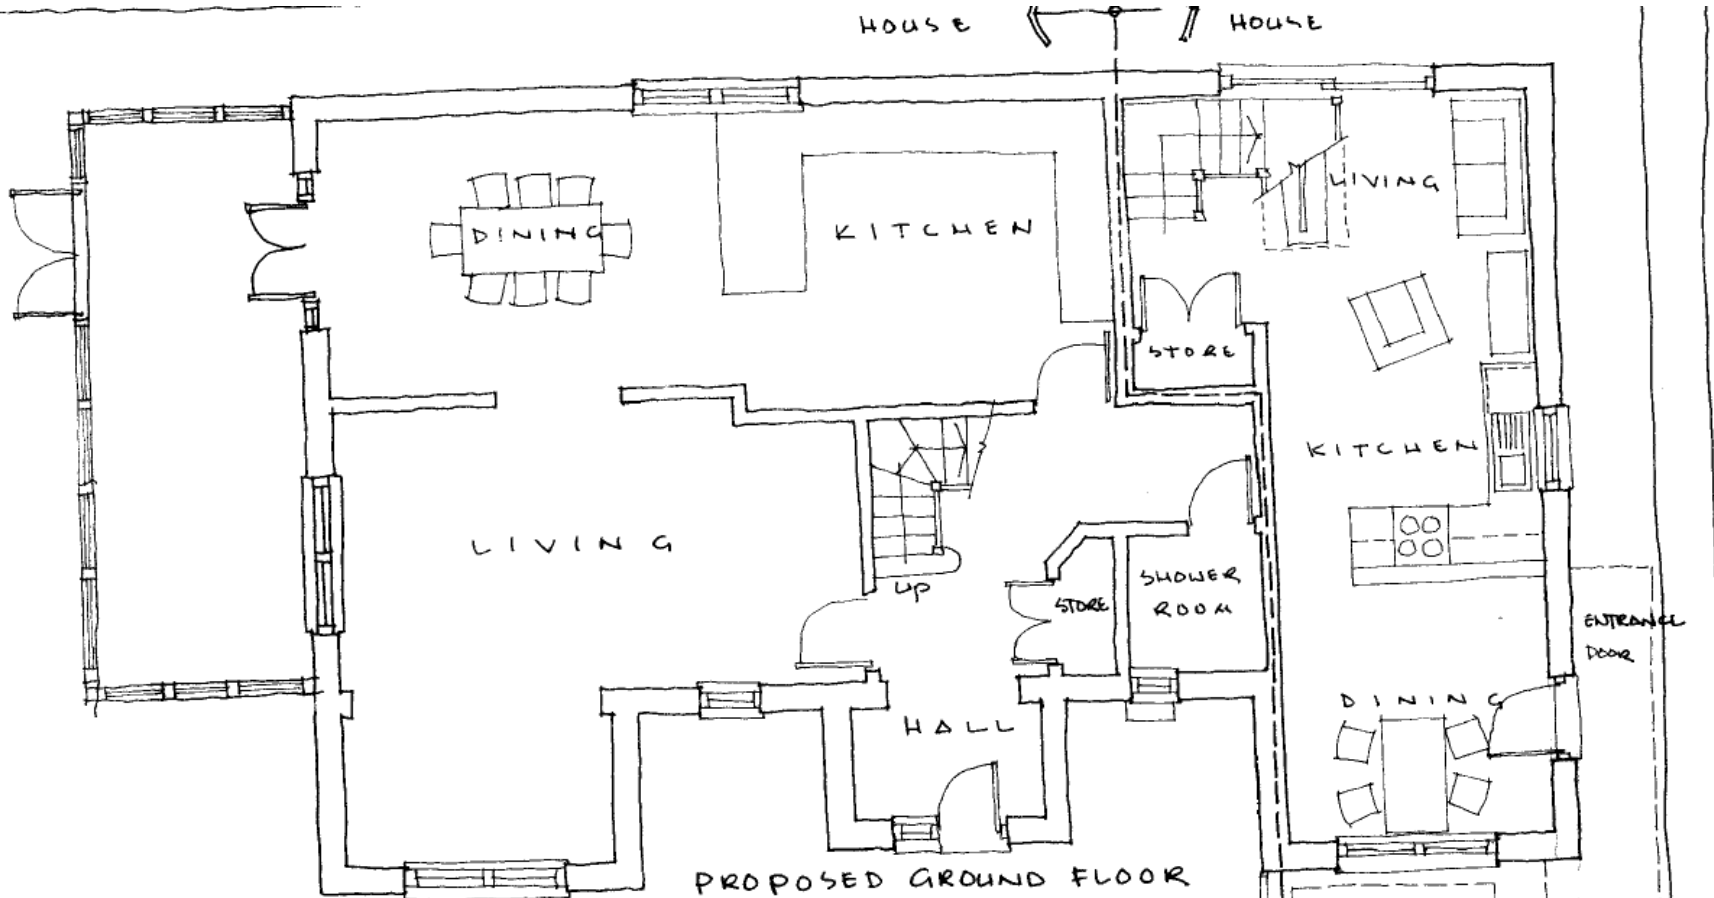 HOUSE
HOUSE
LIVING
DINING
KITCHEN
STORE
KITCHEN
LIVING
UP
STORE
SHOWER
ROOM
ENTRANCE
DOOR
DINING
HALL
PROPOSED GROUND FLOOR